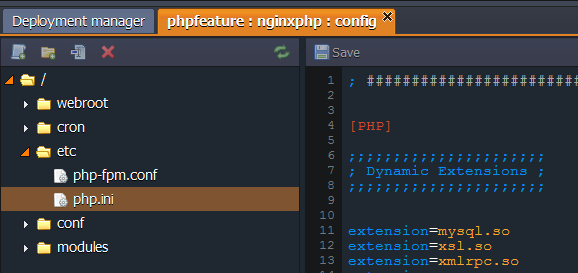 Deployment manager
phpfeature : nginxphp : config
Save
/
webroot
cron
etc
php-fpm.conf
php.ini
conf
modules
1 ; ##########################
2
3
4 [PHP]
5
6 ;;;;;;;;;;;;;;;;;;;;;;
7 ; Dynamic Extensions ;
8 ;;;;;;;;;;;;;;;;;;;;;;
9
10
11 extension=mysql.so
12 extension=xsl.so
13 extension=xmlrpc.so